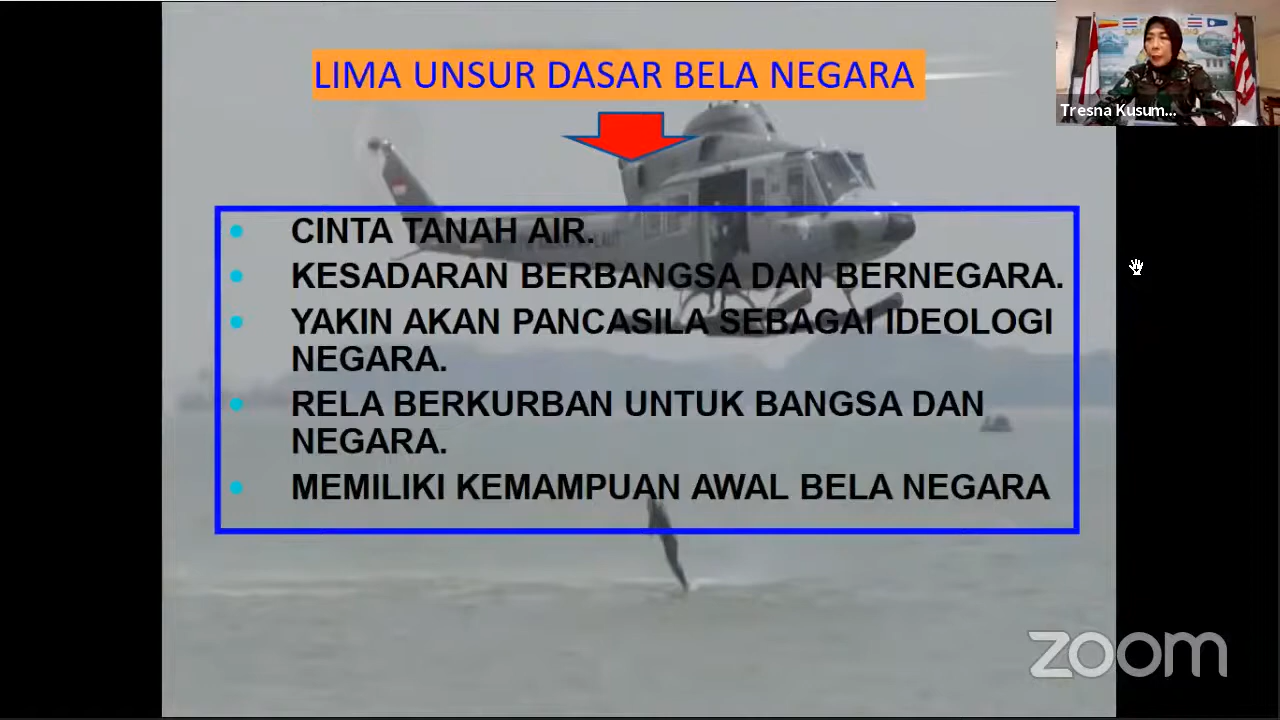 LIMA UNSUR DASAR BELA NEGARA
Tresna Kusum...
CINTA TANAH AIR.
KESADARAN BERBANGSA DAN BERNEGARA.
YAKIN AKAN PANCASILA SEBAGAI IDEOLOGI
NEGARA.
RELA BERKURBAN UNTUK BANGSA DAN
NEGARA.
MEMILIKI KEMAMPUAN AWAL BELA NEGARA
zoom